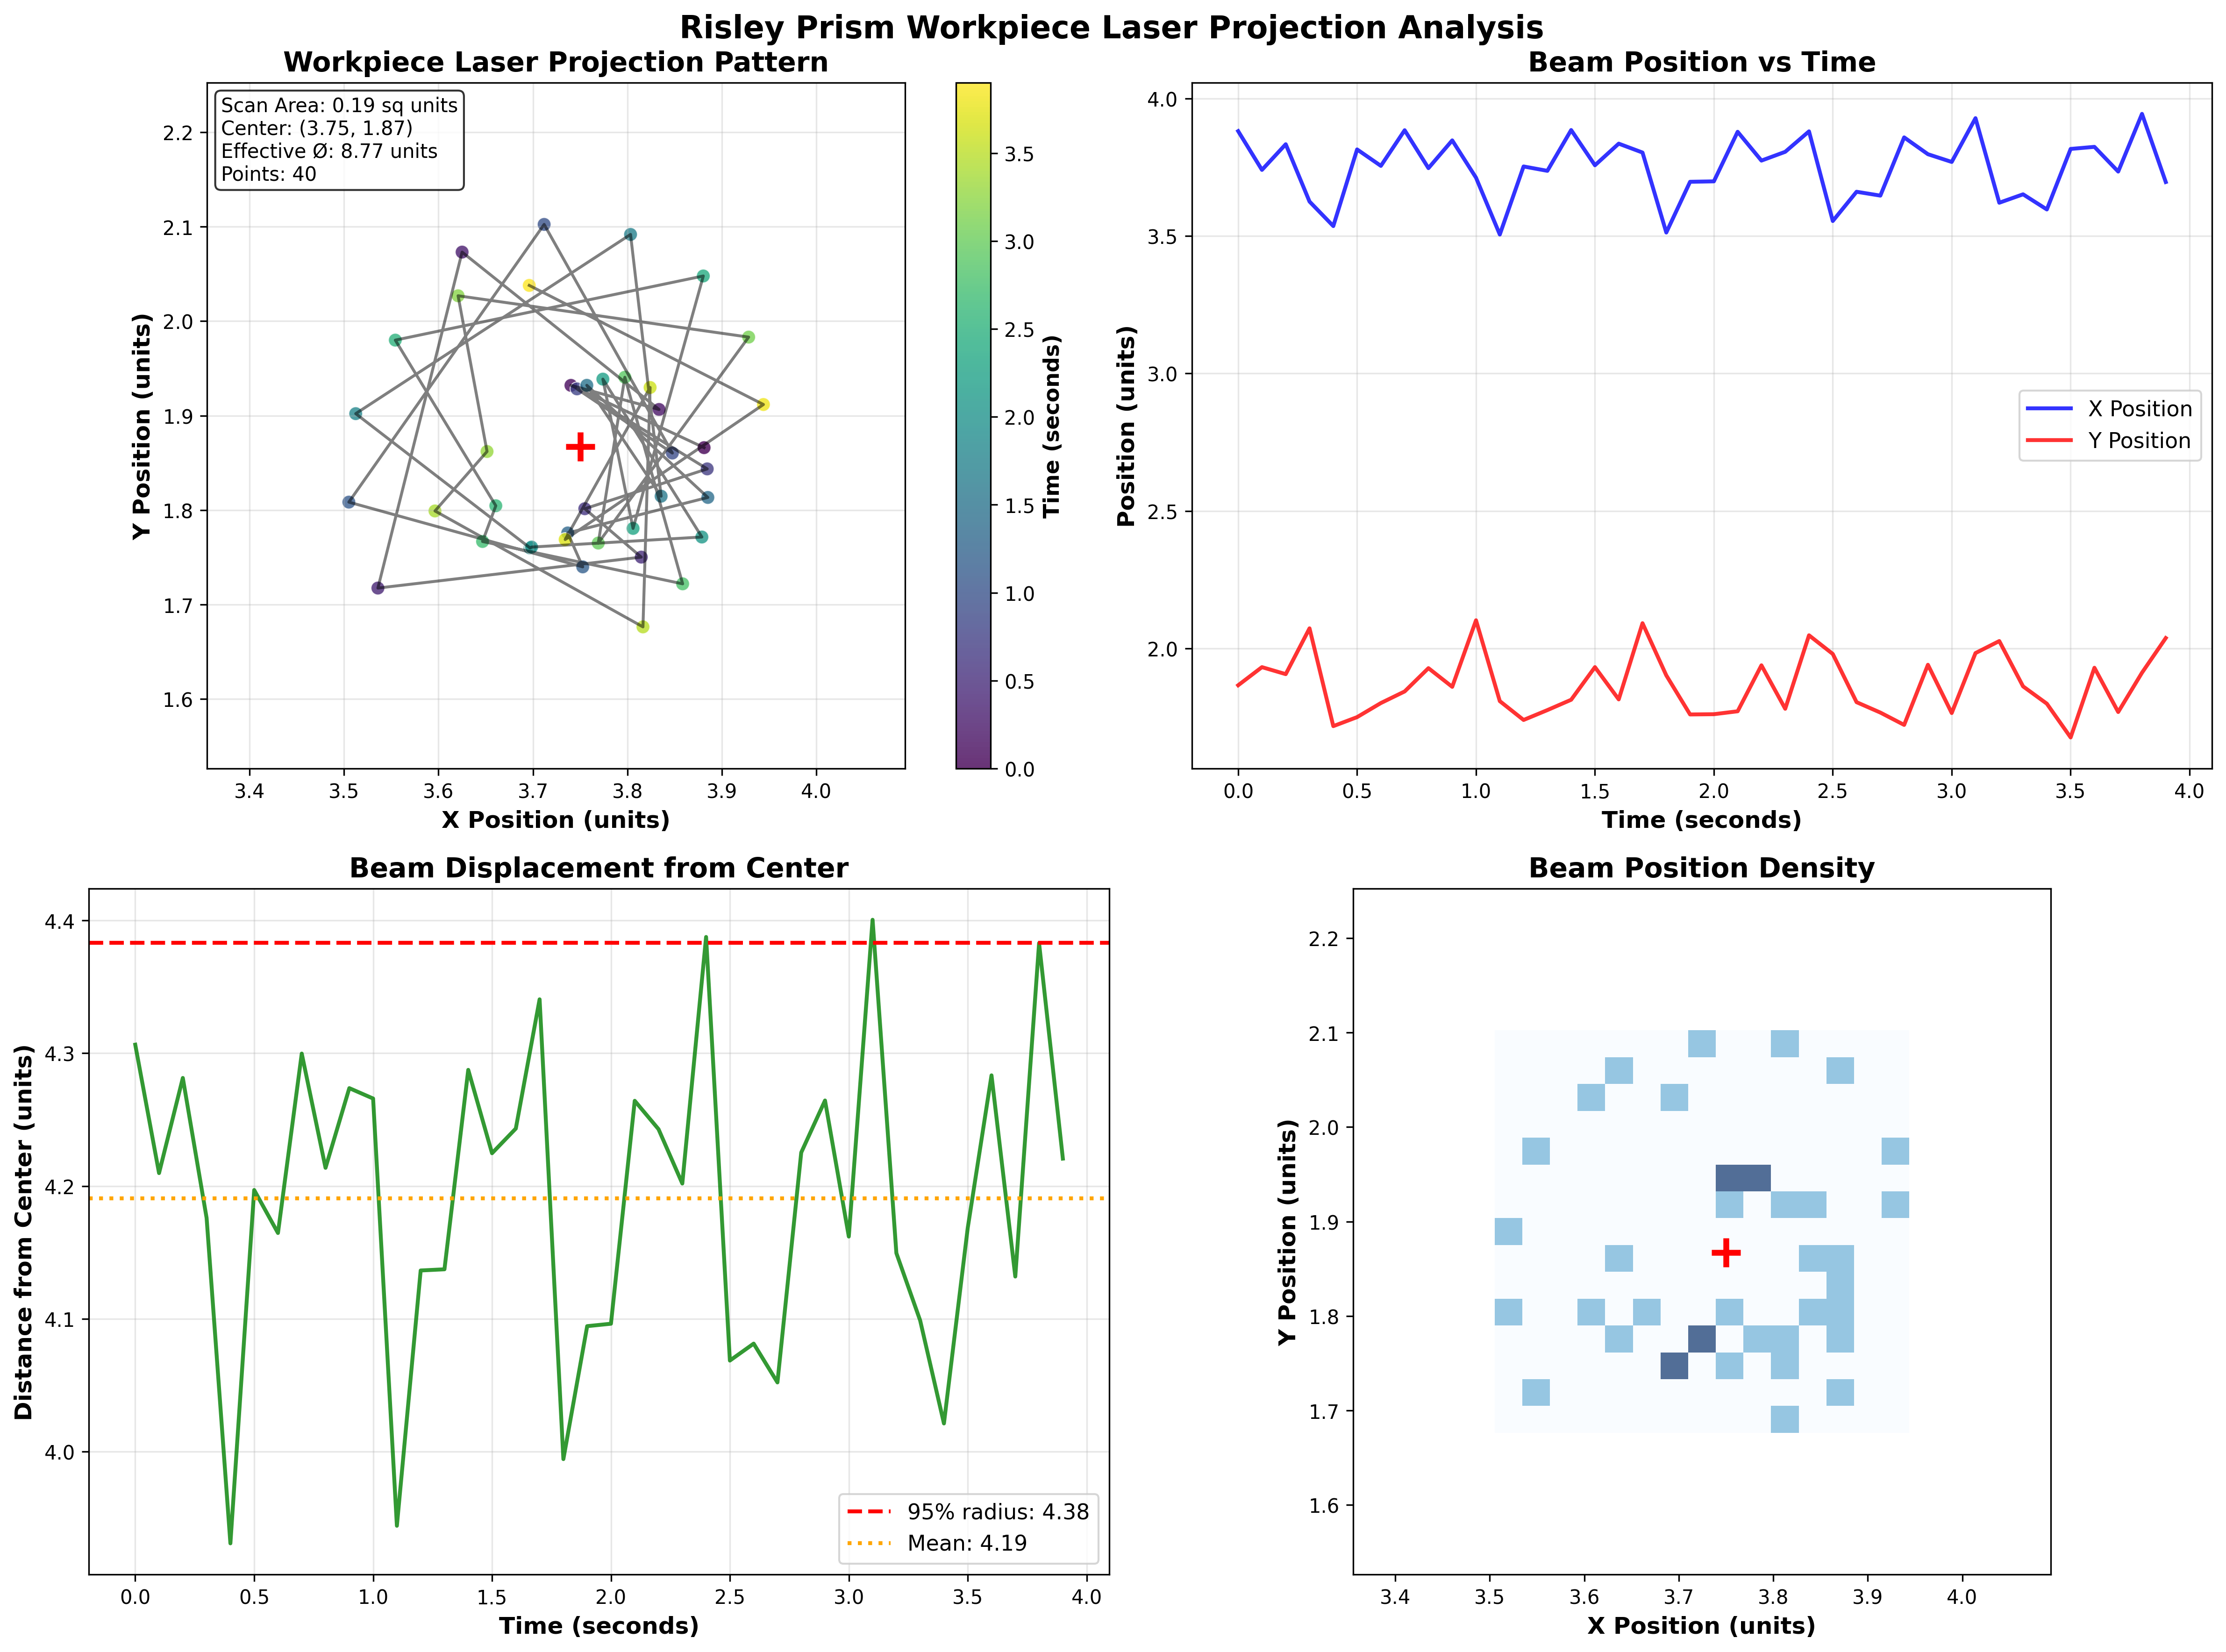 Risley Prism Workpiece Laser Projection Analysis
Workpiece Laser Projection Pattern
Scan Area: 0.19 sq units
Center: (3.75, 1.87)
Effective Ø: 8.77 units
Points: 40
Y Position (units)
2.2
2.1
2.0
1.9
1.8
1.7
1.6
3.4 3.5 3.6 3.7 3.8 3.9 4.0
X Position (units)
3.5
3.0
2.5
2.0
1.5
1.0
0.5
0.0
Time (seconds)
Beam Position vs Time
Position (units)
4.0
3.5
3.0
2.5
2.0
X Position
Y Position
0.0 0.5 1.0 1.5 2.0 2.5 3.0 3.5 4.0
Time (seconds)
Beam Displacement from Center
Distance from Center (units)
4.4
4.3
4.2
4.1
4.0
95% radius: 4.38
Mean: 4.19
0.0 0.5 1.0 1.5 2.0 2.5 3.0 3.5 4.0
Time (seconds)
Beam Position Density
Y Position (units)
2.2
2.1
2.0
1.9
1.8
1.7
1.6
3.4 3.5 3.6 3.7 3.8 3.9 4.0
X Position (units)